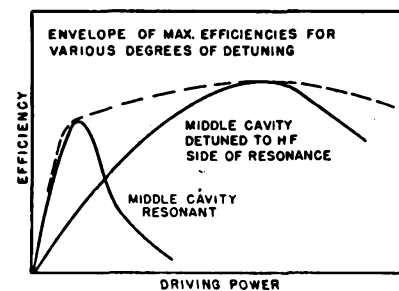 ENVELOPE OF MAX. EFFICIENCIES FOR
VARIOUS DEGREES OF DETUNING
EFFICIENCY
MIDDLE CAVITY
DETUNED TO HF
SIDE OF RESONANCE
MIDDLE CAVITY
RESONANT
DRIVING POWER